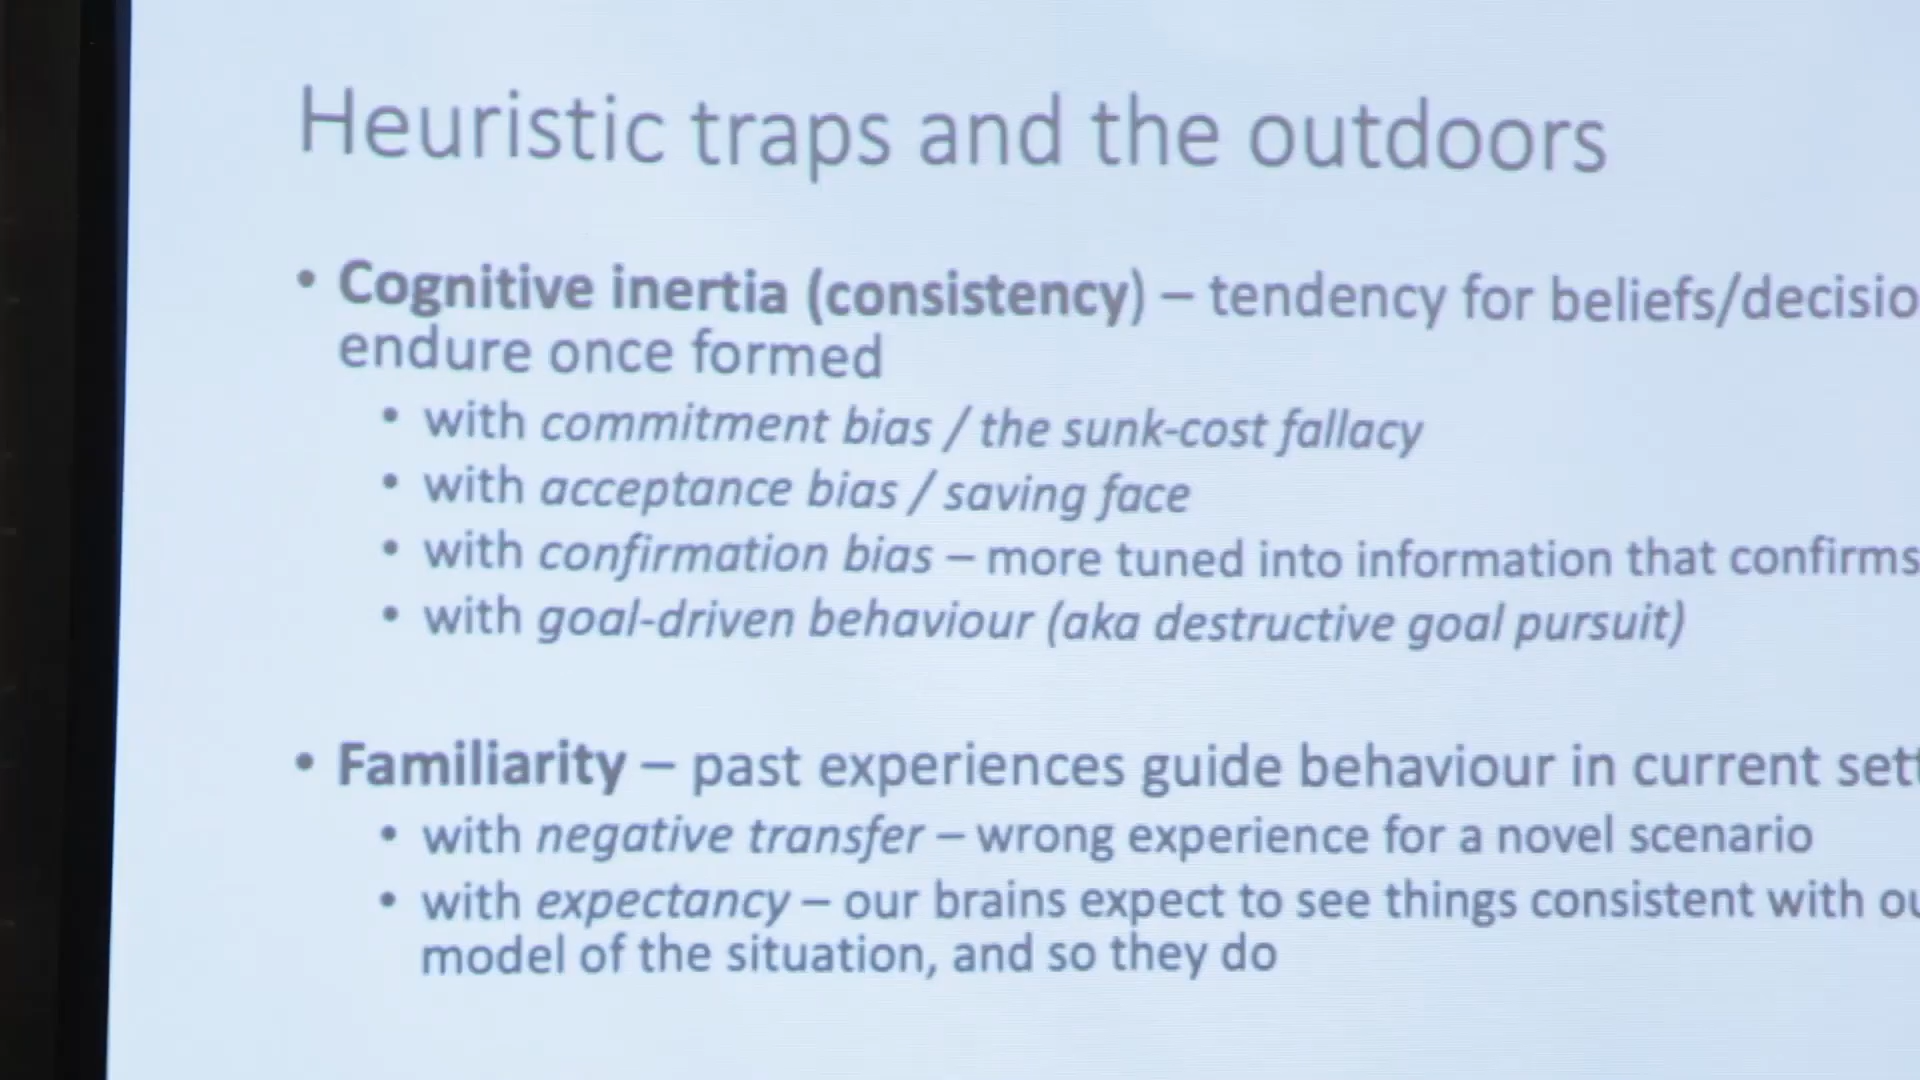 Heuristic traps and the outdoors
• Cognitive inertia (consistency) – tendency for beliefs/decisio
endure once formed
• with commitment bias / the sunk-cost fallacy
• with acceptance bias / saving face
• with confirmation bias – more tuned into information that confirms
• with goal-driven behaviour (aka destructive goal pursuit)
• Familiarity – past experiences guide behaviour in current sett
• with negative transfer – wrong experience for a novel scenario
• with expectancy – our brains expect to see things consistent with ou
model of the situation, and so they do